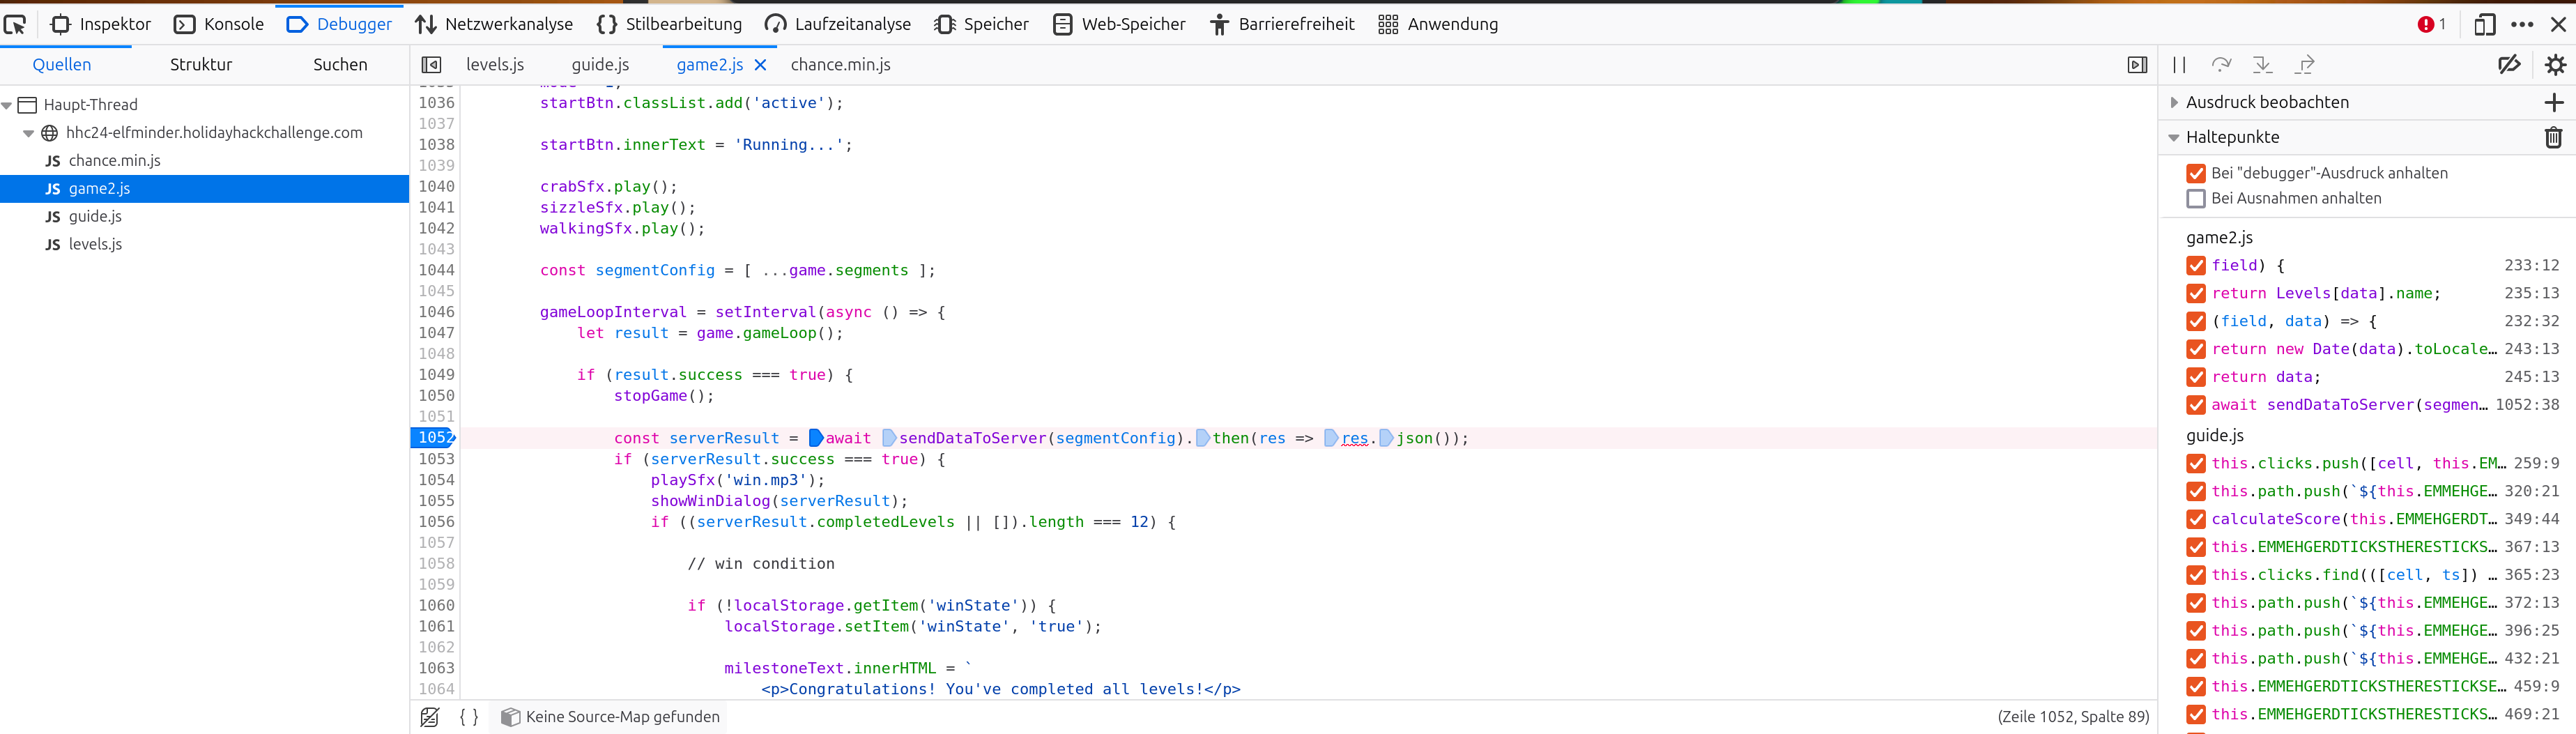 Inspektor Konsole Debugger Netzwerkanalyse Stilbearbeitung Laufzeitanalyse Speicher Web-Speicher Barrierefreiheit Anwendung 1
Quellen Struktur Suchen
levels.js guide.js game2.js chance.min.js
Haupt-Thread
hhc24-elfminder.holidayhackchallenge.com
JS chance.min.js
JS game2.js
JS guide.js
JS levels.js
1036 startBtn.classList.add('active');
1037
1038 startBtn.innerText = 'Running...';
1039
1040 crabSfx.play();
1041 sizzleSfx.play();
1042 walkingSfx.play();
1043
1044 const segmentConfig = [ ...game.segments ];
1045
1046 gameLoopInterval = setInterval(async () => {
1047 let result = game.gameLoop();
1048
1049 if (result.success === true) {
1050 stopGame();
1051
1052 const serverResult = await sendDataToServer(segmentConfig).then(res => res.json());
1053 if (serverResult.success === true) {
1054 playSfx('win.mp3');
1055 showWinDialog(serverResult);
1056 if ((serverResult.completedLevels || []).length === 12) {
1057
1058 // win condition
1059
1060 if (!localStorage.getItem('winState')) {
1061 localStorage.setItem('winState', 'true');
1062
1063 milestoneText.innerHTML = `
1064 <p>Congratulations! You've completed all levels!</p>
{ } Keine Source-Map gefunden (Zeile 1052, Spalte 89)
Ausdruck beobachten
Haltepunkte
Bei "debugger"-Ausdruck anhalten
Bei Ausnahmen anhalten
game2.js
field) { 233:12
return Levels[data].name; 235:13
(field, data) => { 232:32
return new Date(data).toLocale… 243:13
return data; 245:13
await sendDataToServer(segmen… 1052:38
guide.js
this.clicks.push([cell, this.EM… 259:9
this.path.push(`${this.EMMEHGE… 320:21
calculateScore(this.EMMEHGERDT… 349:44
this.EMMEHGERDTICKSTHERESTICKS… 367:13
this.clicks.find(([cell, ts]) … 365:23
this.path.push(`${this.EMMEHGE… 372:13
this.path.push(`${this.EMMEHGE… 396:25
this.path.push(`${this.EMMEHGE… 432:21
this.EMMEHGERDTICKSTHERESTICKSE… 459:9
this.EMMEHGERDTICKSTHERESTICKS… 469:21